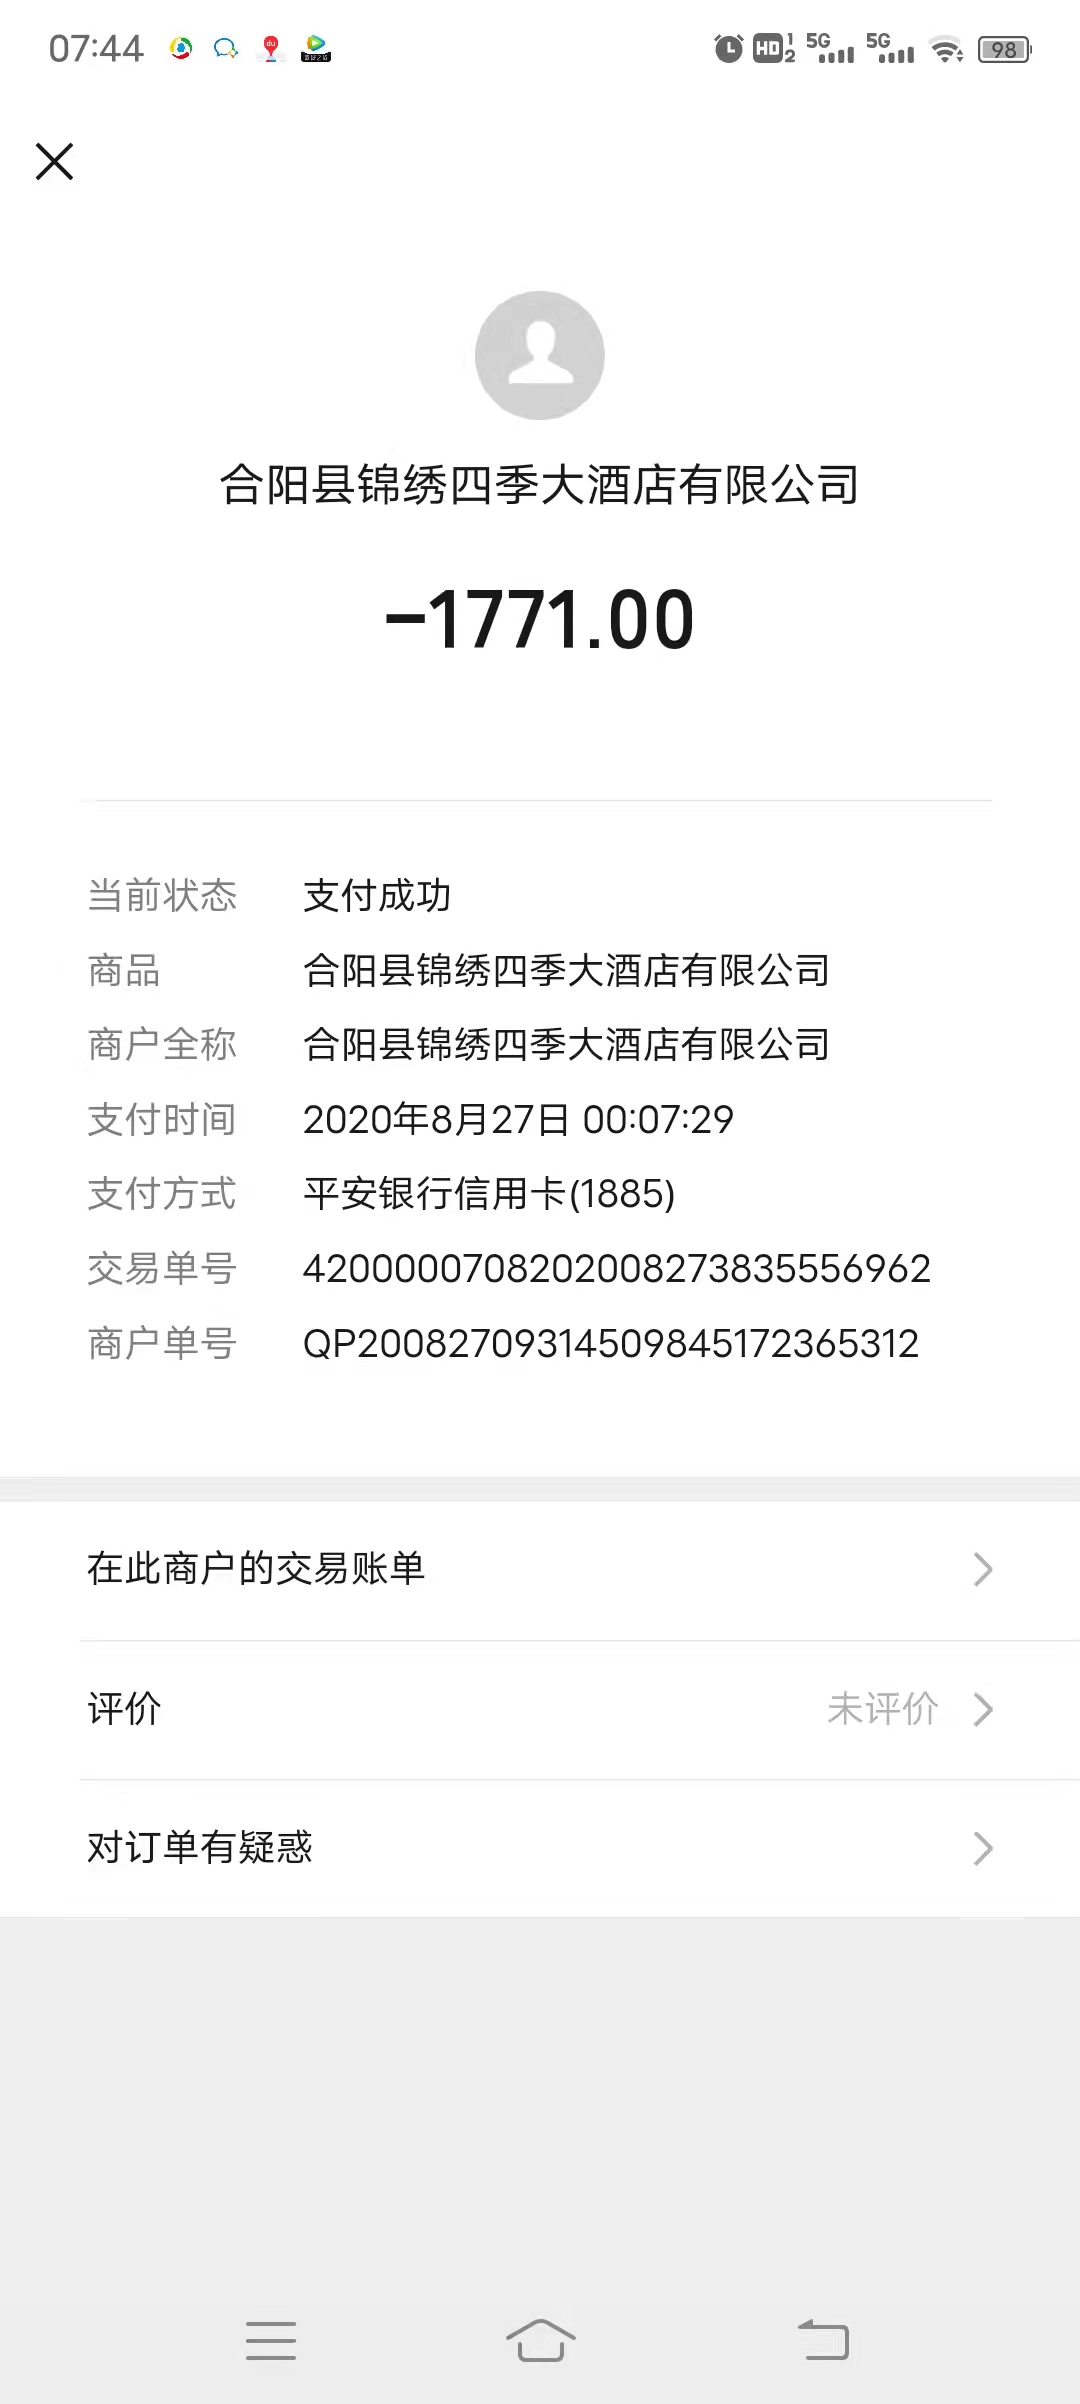 07:44
HD 1 2 5G 5G 98
合阳县锦绣四季大酒店有限公司
-1771.00
当前状态 支付成功
商品 合阳县锦绣四季大酒店有限公司
商户全称 合阳县锦绣四季大酒店有限公司
支付时间 2020年8月27日 00:07:29
支付方式 平安银行信用卡(1885)
交易单号 4200000708202008273835556962
商户单号 QP20082709314509845172365312
在此商户的交易账单
评价 未评价
对订单有疑惑